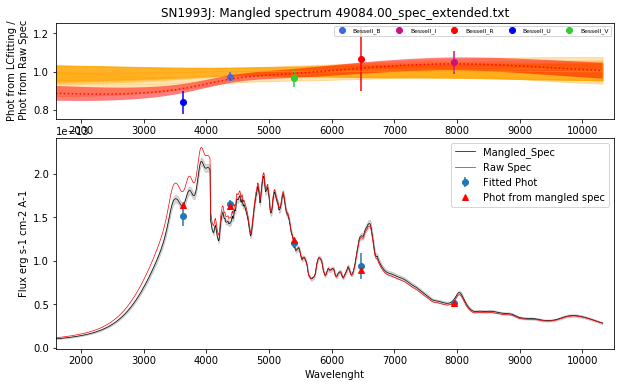 SN1993J: Mangled spectrum 49084.00_spec_extended.txt
Phot from LCfitting /
Phot from Raw Spec
1.2
1.0
0.8
Bessell_B
Bessell_I
Bessell_R
Bessell_U
Bessell_V
2000 3000 4000 5000 6000 7000 8000 9000 10000
1e−13
Flux erg s-1 cm-2 A-1
2.0
1.5
1.0
0.5
0.0
Mangled_Spec
Raw Spec
Fitted Phot
Phot from mangled spec
2000 3000 4000 5000 6000 7000 8000 9000 10000
Wavelenght